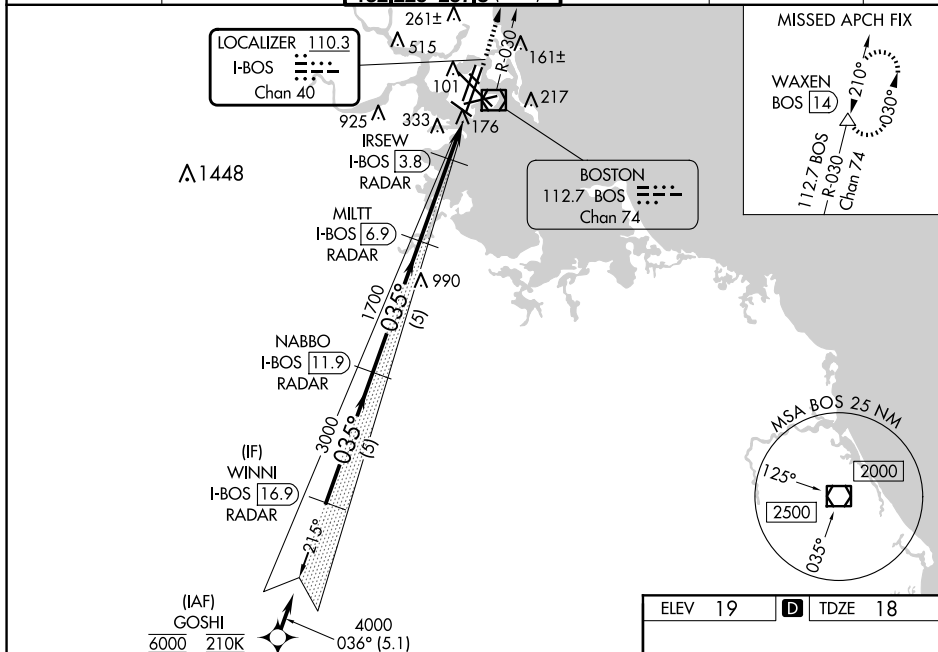 LOCALIZER 110.3
I-BOS
Chan 40
261±
515
R-030
161±
101
217
925
333
176
IRSEW
I-BOS 3.8
RADAR
1448
BOSTON
112.7 BOS
Chan 74
MISSED APCH FIX
WAXEN
BOS 14
210°
030°
112.7 BOS
R-030
Chan 74
MILTT
I-BOS 6.9
RADAR
990
1700
035°
(5)
NABBO
I-BOS 11.9
RADAR
3000
035°
(5)
(IF)
WINNI
I-BOS 16.9
RADAR
215°
(IAF)
GOSHI
6000 210K
4000
036° (5.1)
MSA BOS 25 NM
125°
2000
2500
035°
ELEV 19 D TDZE 18